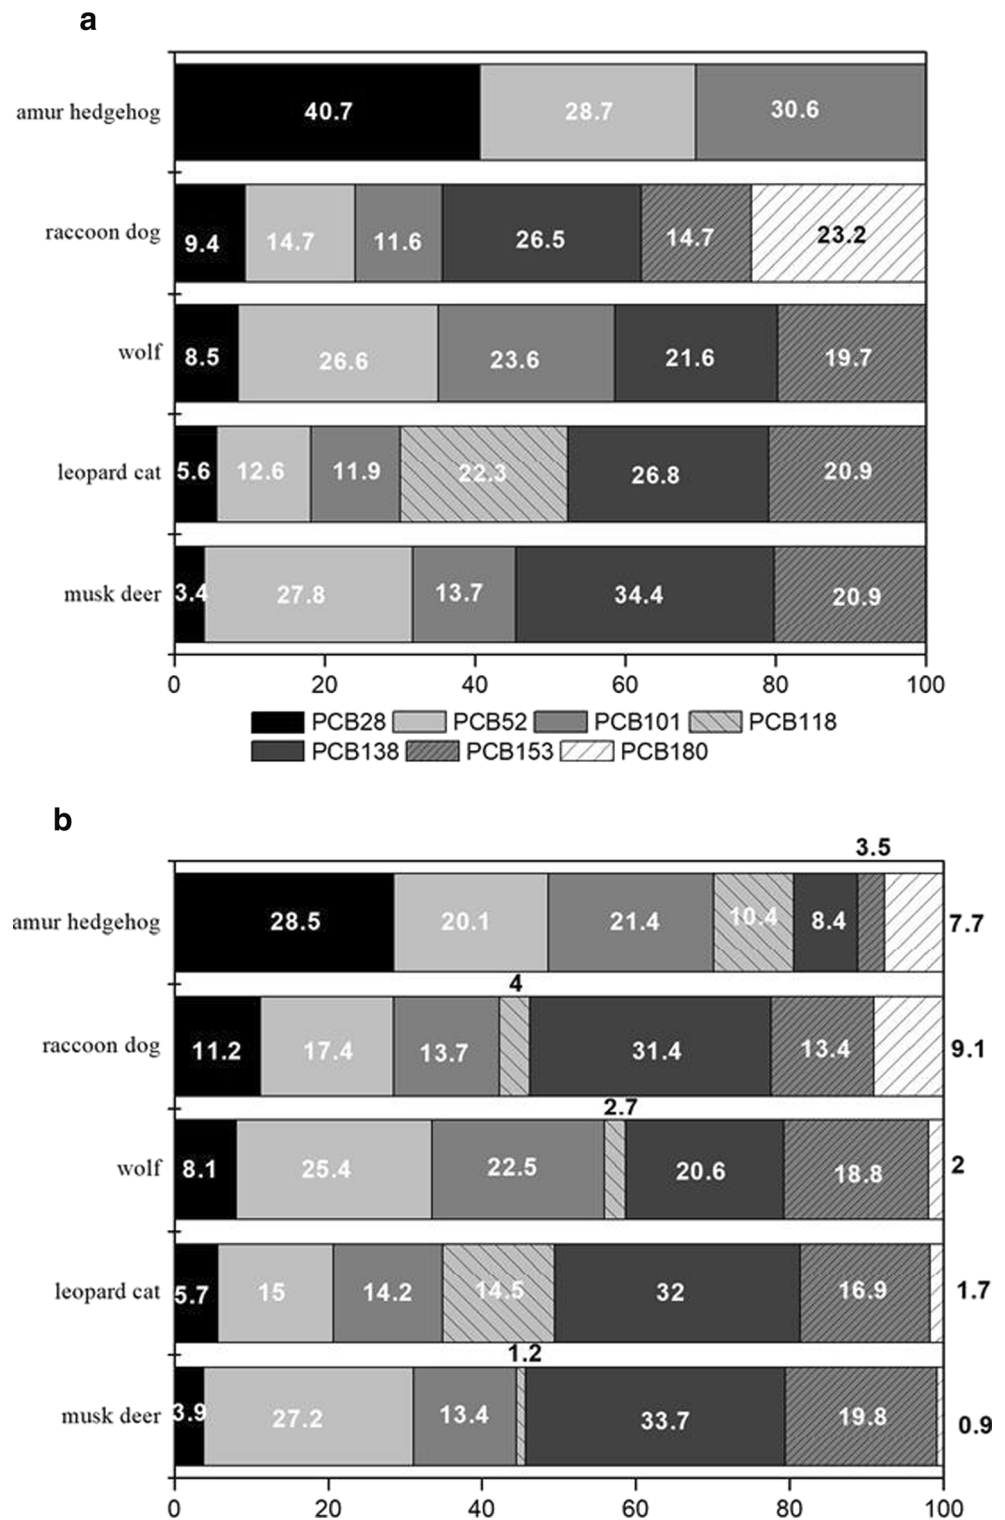 a
amur hedgehog 40.7 28.7 30.6
raccoon dog 9.4 14.7 11.6 26.5 14.7 23.2
wolf 8.5 26.6 23.6 21.6 19.7
leopard cat 5.6 12.6 11.9 22.3 26.8 20.9
musk deer 3.4 27.8 13.7 34.4 20.9
0 20 40 60 80 100
PCB28 PCB52 PCB101 PCB118
PCB138 PCB153 PCB180
b
3.5
amur hedgehog 28.5 20.1 21.4 10.4 8.4 7.7
4
raccoon dog 11.2 17.4 13.7 31.4 13.4 9.1
2.7
wolf 8.1 25.4 22.5 20.6 18.8 2
leopard cat 5.7 15 14.2 14.5 32 16.9 1.7
1.2
musk deer 3.9 27.2 13.4 33.7 19.8 0.9
0 20 40 60 80 100